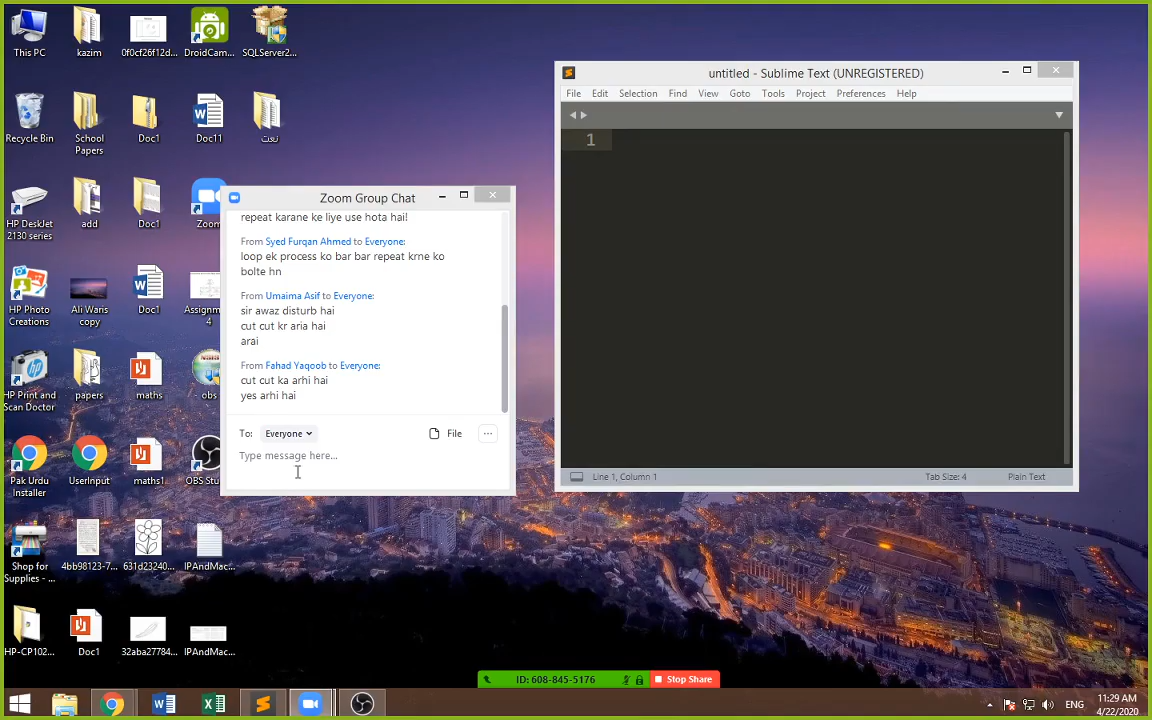 This PC
kazim
0f0cf26f12d...
DroidCam...
SQLServer2...
Recycle Bin
School
Papers
Doc1
Doc11
نعت
HP DeskJet
2130 series
add
Doc1
Zoom
HP Photo
Creations
Ali Waris
copy
Doc1
Assignm...
4
HP Print and
Scan Doctor
papers
maths
obs
Pak Urdu
Installer
UserInput
maths1
OBS Stu
Shop for
Supplies - ...
4bb98123-7...
631d23240...
IPAndMac...
HP-CP102...
Doc1
32aba27784...
IPAndMac...
Zoom Group Chat
repeat karane ke liye use hota hai!
From Syed Furqan Ahmed to Everyone:
loop ek process ko bar bar repeat krne ko
bolte hn
From Umaima Asif to Everyone:
sir awaz disturb hai
cut cut kr aria hai
arai
From Fahad Yaqoob to Everyone:
cut cut ka arhi hai
yes arhi hai
To: Everyone File ...
Type message here...
untitled - Sublime Text (UNREGISTERED)
File Edit Selection Find View Goto Tools Project Preferences Help
1
Line 1, Column 1 Tab Size: 4 Plain Text
ID: 608-845-5176 Stop Share
ENG
11:29 AM
4/22/2020